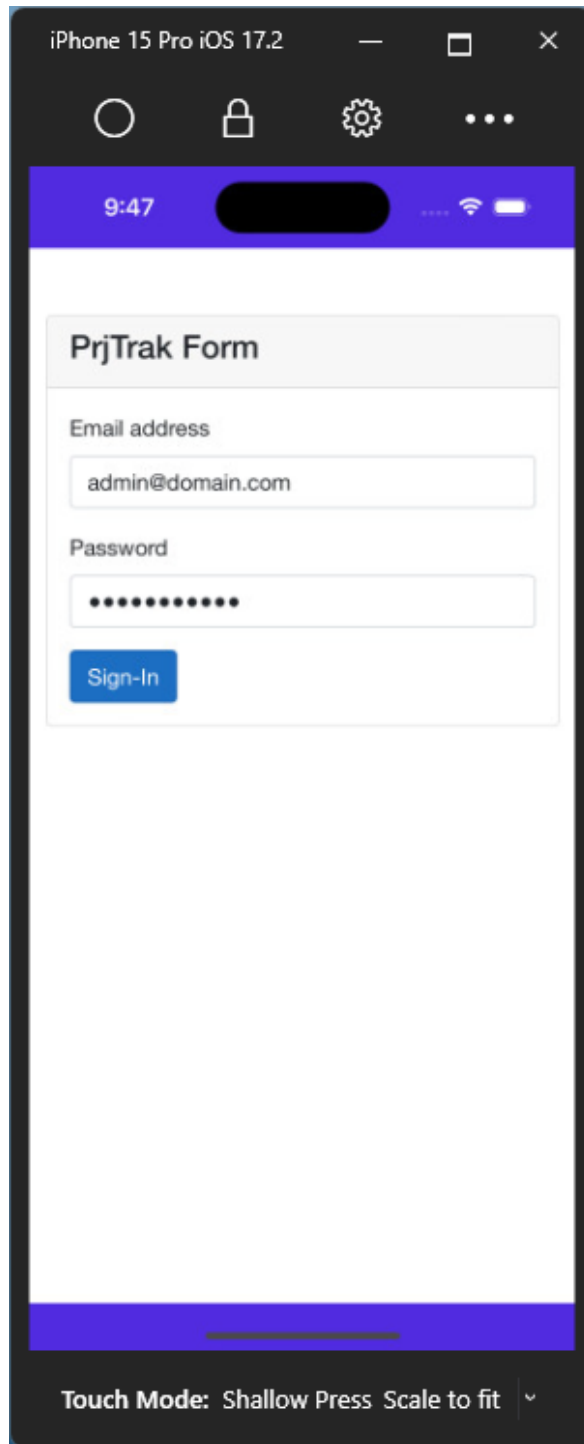 iPhone 15 Pro iOS 17.2
9:47
PrjTrak Form
Email address
admin@domain.com
Password
•••••••••••
Sign-In
Touch Mode: Shallow Press Scale to fit